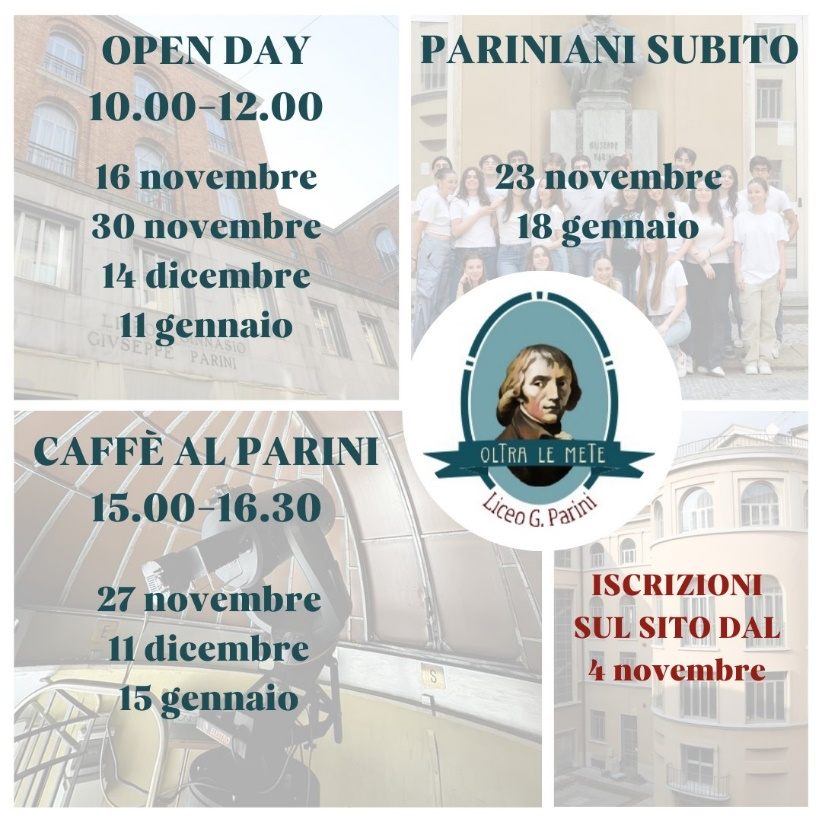 OPEN DAY
10.00-12.00
16 novembre
30 novembre
14 dicembre
11 gennaio
LICEO GINNASIO
GIVSEPPE PARINI
PARINIANI SUBITO
GIUSEPPE
PARINI
23 novembre
18 gennaio
OLTRA LE METE
Liceo G. Parini
CAFFÈ AL PARINI
15.00-16.30
27 novembre
11 dicembre
15 gennaio
S
ISCRIZIONI
SUL SITO DAL
4 novembre